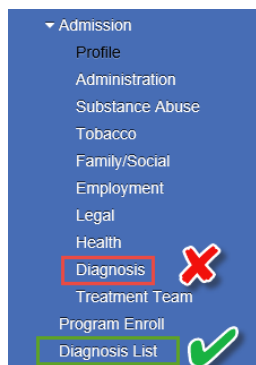 Admission
Profile
Administration
Substance Abuse
Tobacco
Family/Social
Employment
Legal
Health
Diagnosis
Treatment Team
Program Enroll
Diagnosis List